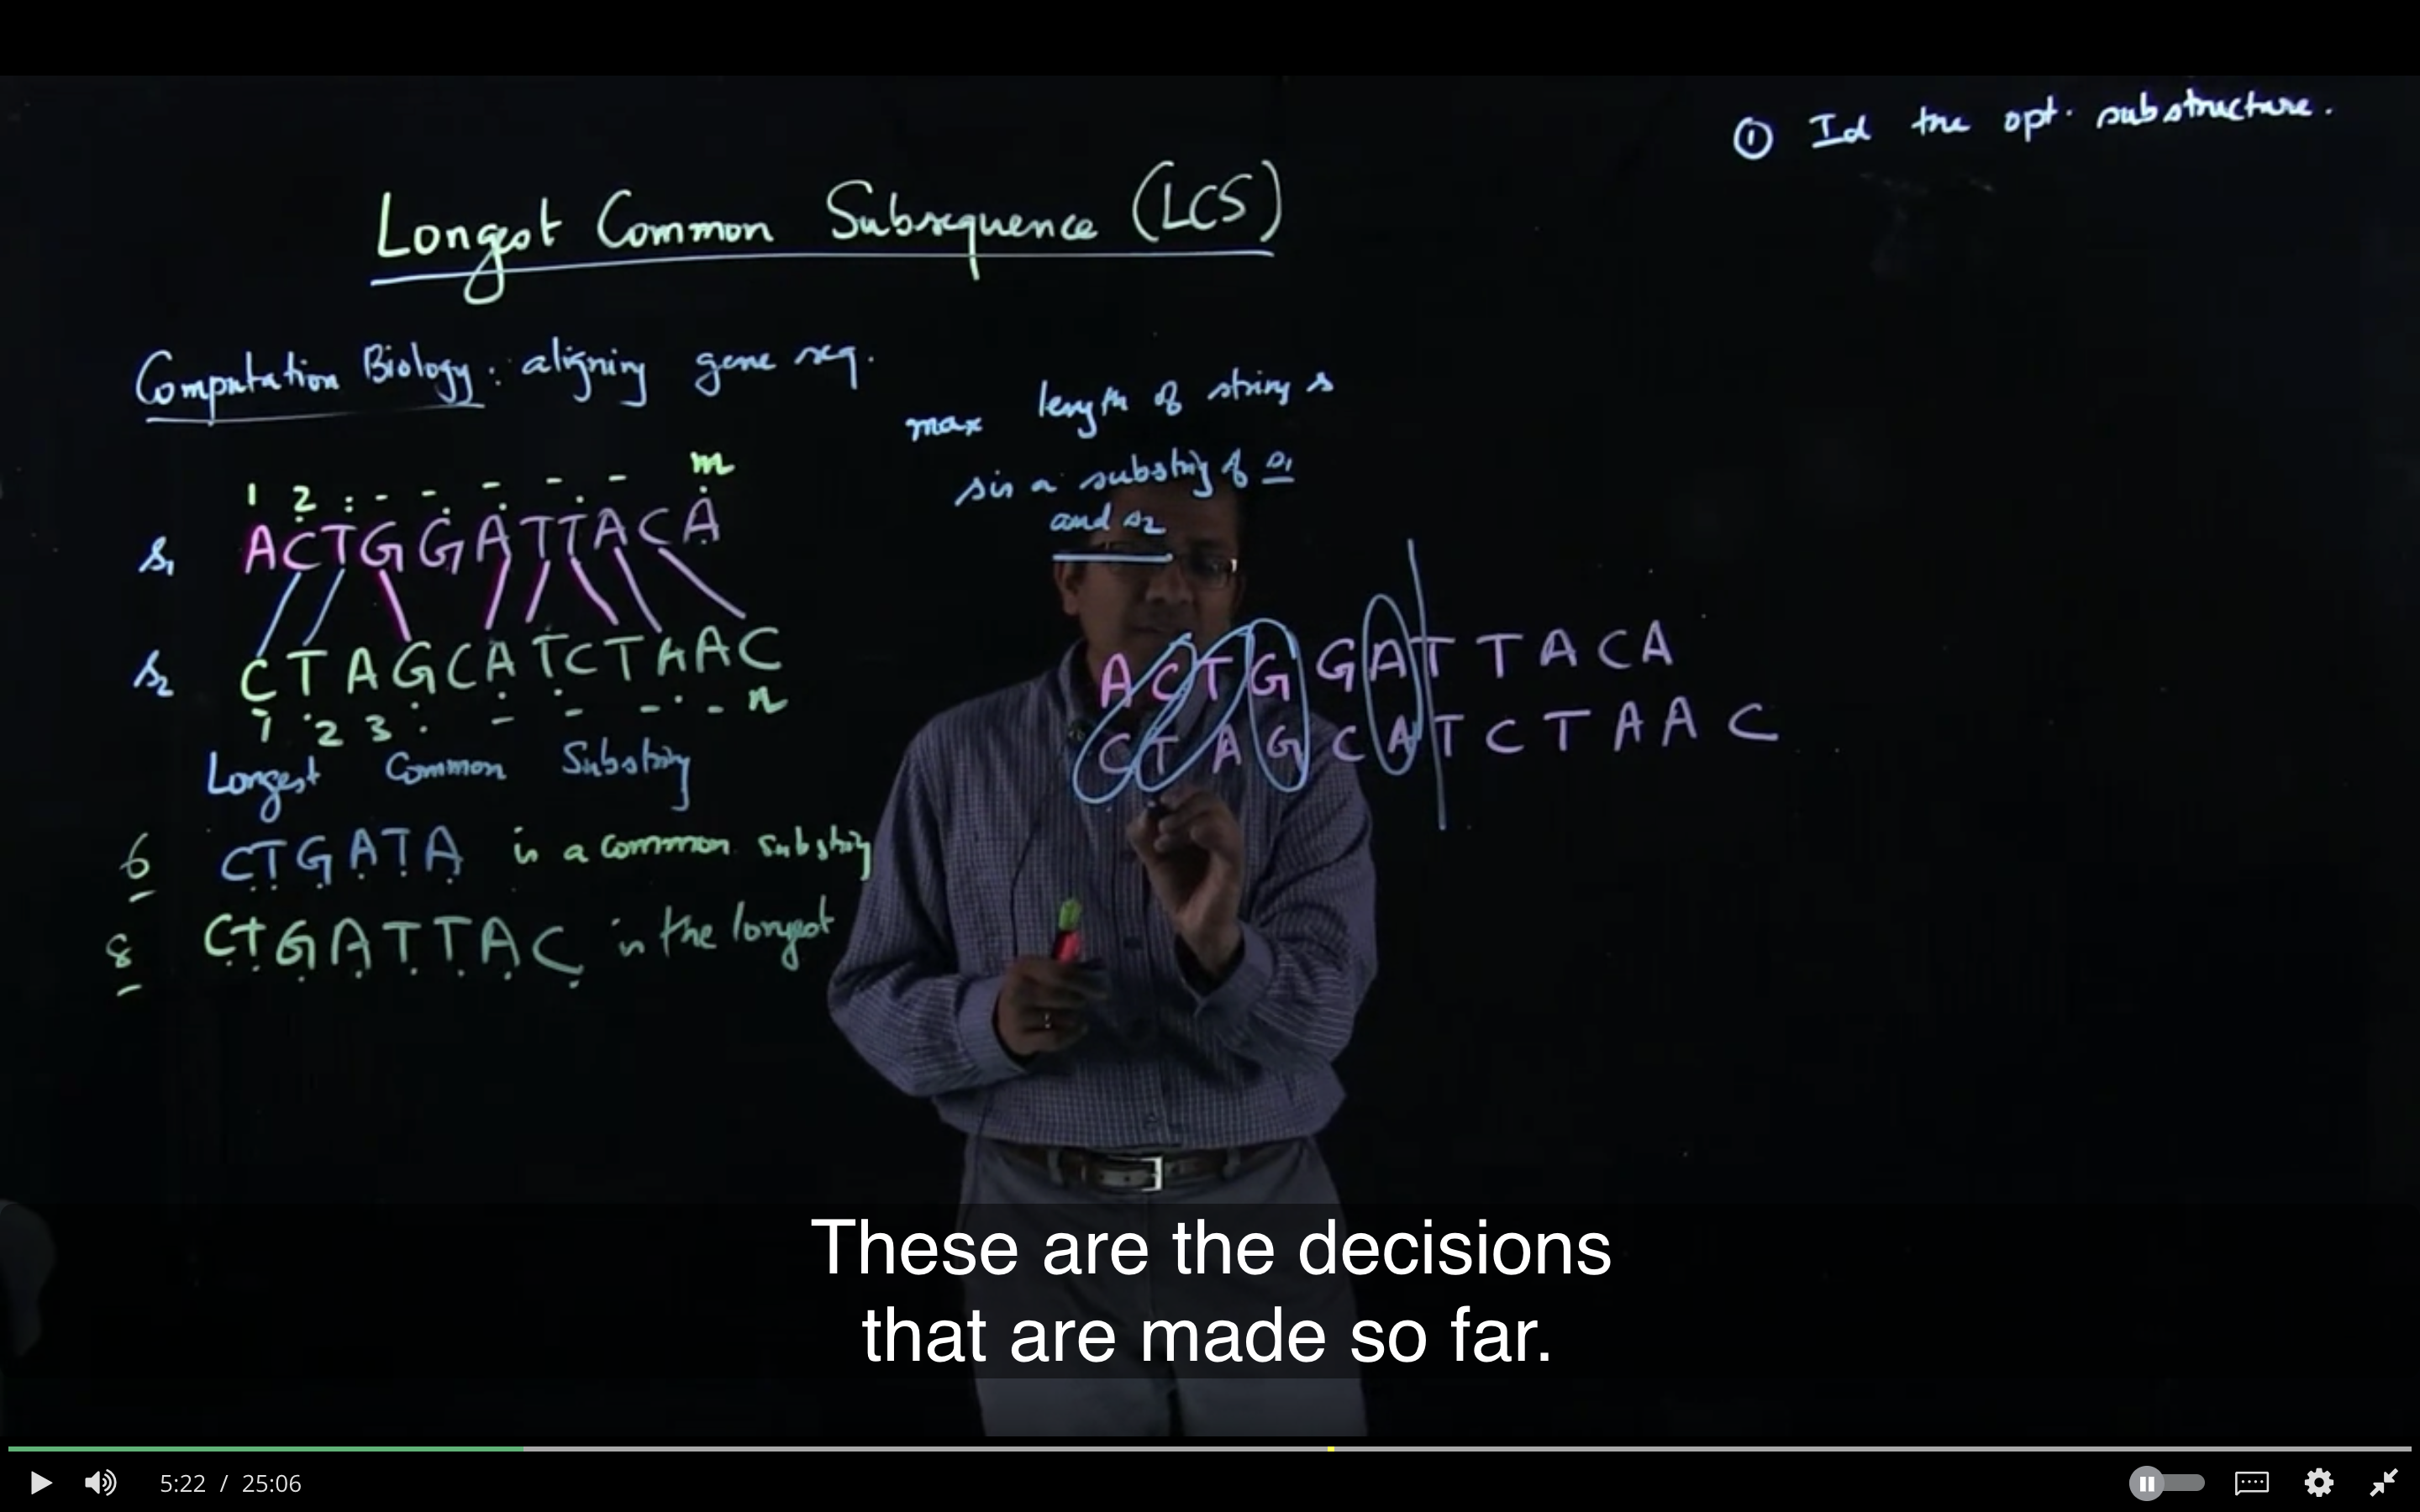 ① Id the opt. substructure.
Longest Common Subsequence (LCS)
Computation Biology: aligning gene seq.
max length of string s
s is a substring of s1
and s2
1 2 : - - - - - m
s1 ACTGGATTACA
s2 CTAGCATCTAAC
1 2 3 : - - - - n
Longest Common Substring
6 CTGATA is a common substring
8 CTGATTAC is the longest
ACTGGATTACA
CTAGCATCTAAC
These are the decisions
that are made so far.
5:22 / 25:06